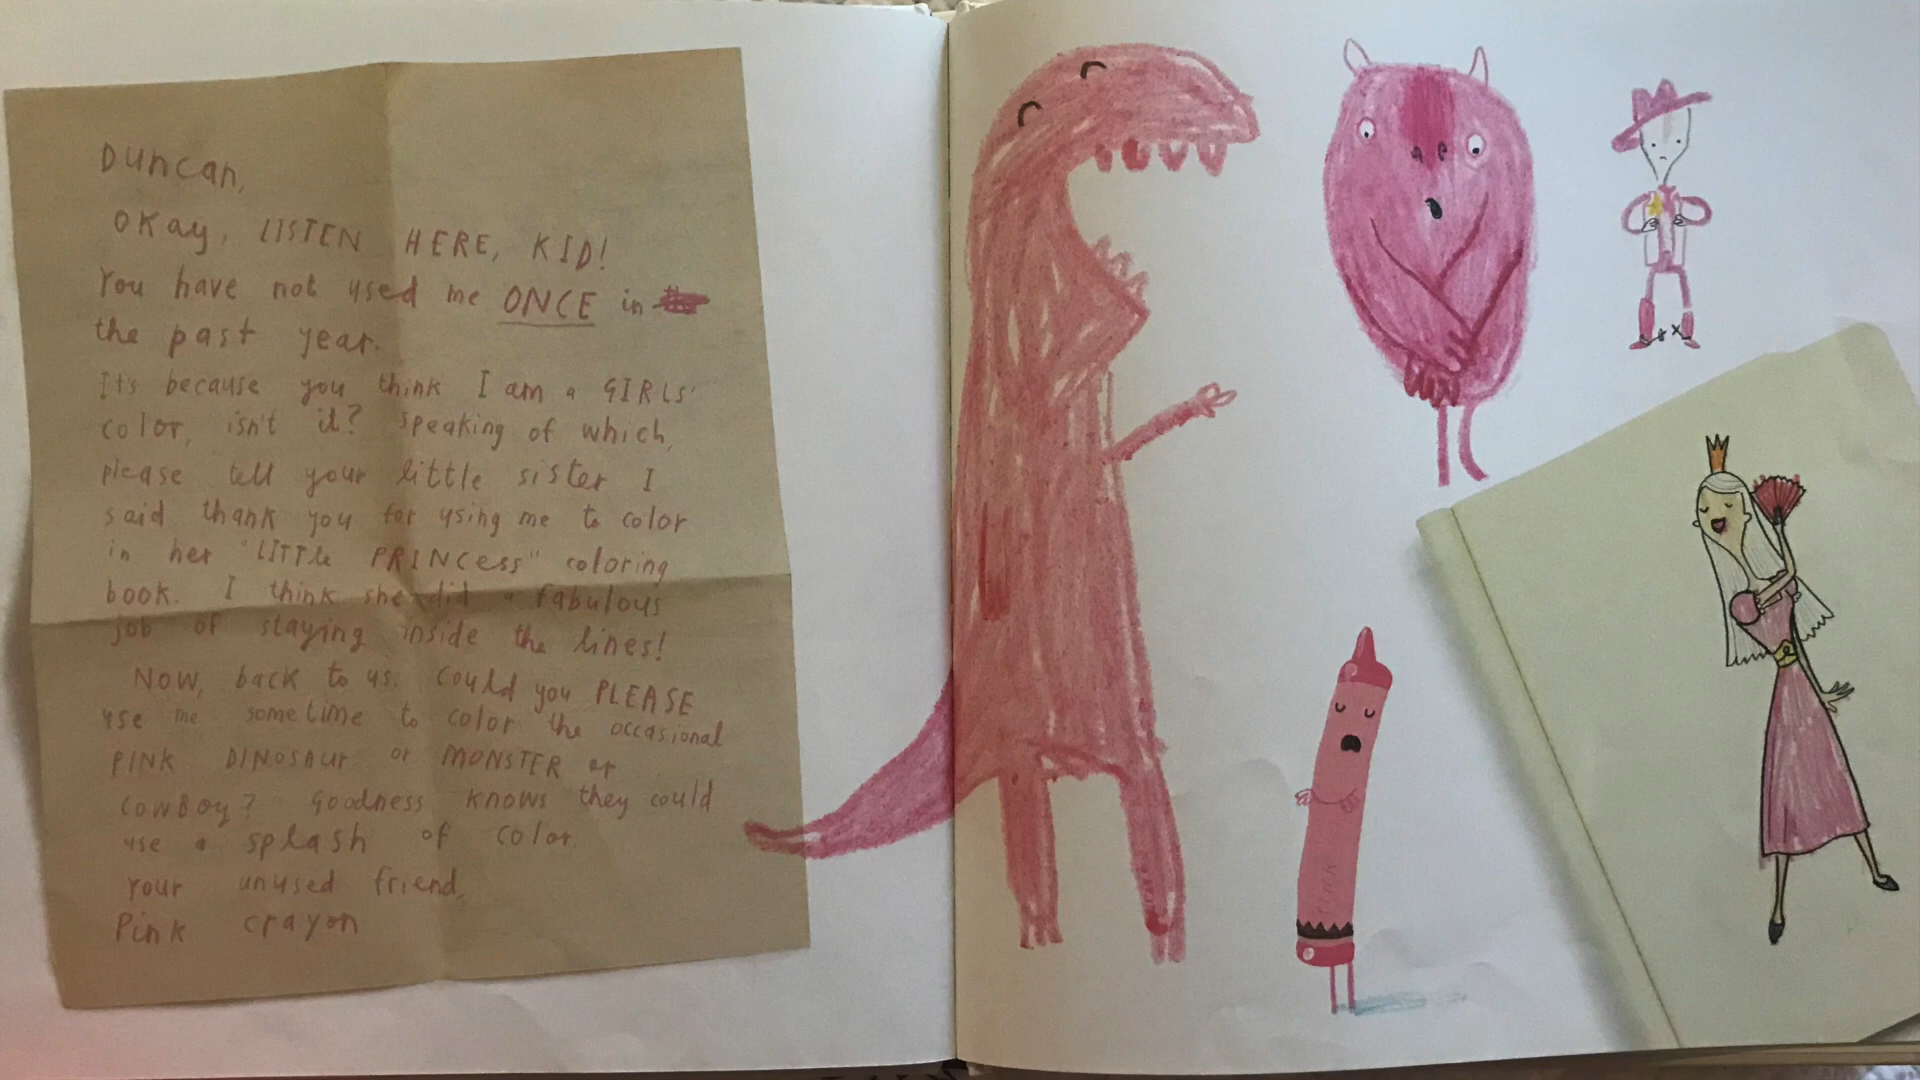 Duncan,
Okay, LISTEN HERE, KID!
You have not used me ONCE in
the past year.
It's because you think I am a GIRLS'
color, isn't it? Speaking of which,
please tell your little sister I
said thank you for using me to color
in her "LITTLE PRINCESS" coloring
book. I think she did a fabulous
job of staying inside the lines!
Now, back to us. Could you PLEASE
use me sometime to color the occasional
PINK DINOSAUR or MONSTER or
COWBOY? Goodness knows they could
use a splash of color.
Your unused friend,
Pink crayon
PINK